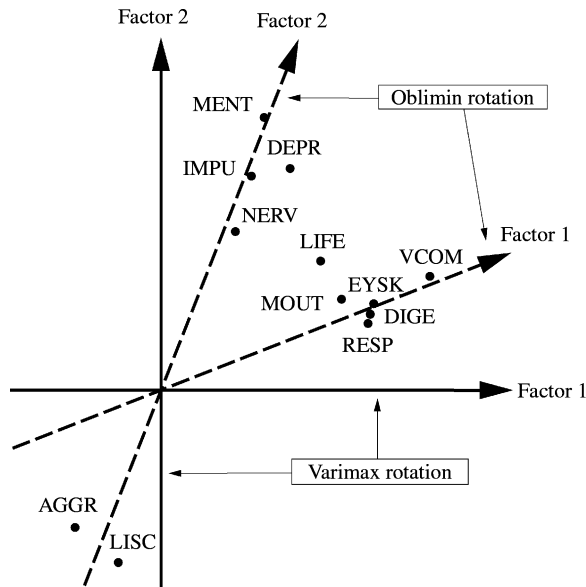 Factor 2
Factor 2
MENT
Oblimin rotation
DEPR
IMPU
NERV
LIFE
Factor 1
VCOM
EYSK
MOUT
DIGE
RESP
Factor 1
Varimax rotation
AGGR
LISC